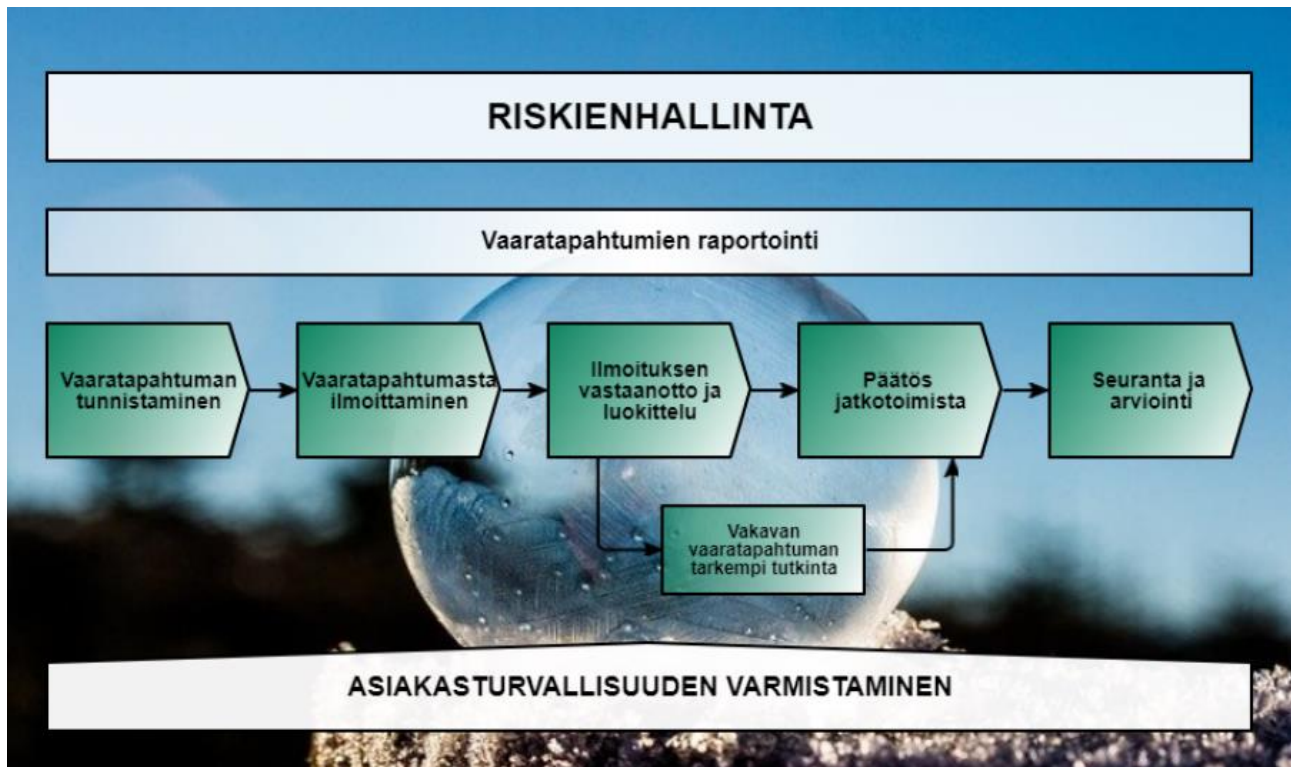 RISKIENHALLINTA
Vaaratapahtumien raportointi
Vaaratapahtuman
tunnistaminen
Vaaratapahtumasta
ilmoittaminen
Ilmoituksen
vastaanotto ja
luokittelu
Päätös
jatkotoimista
Seuranta ja
arviointi
Vakavan
vaaratapahtuman
tarkempi tutkinta
ASIAKASTURVALLISUUDEN VARMISTAMINEN